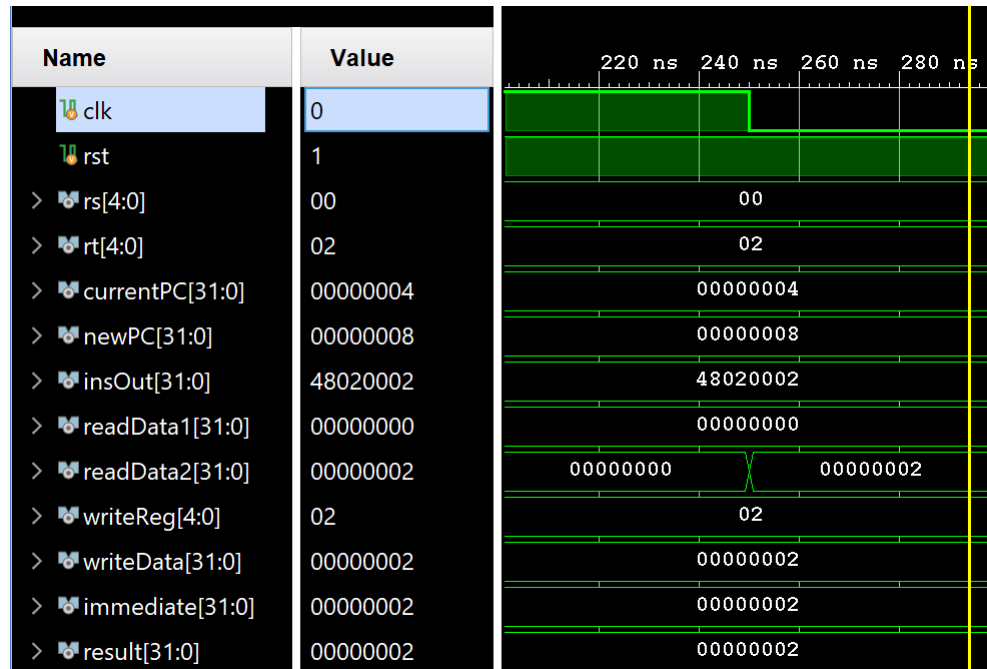 Name Value 220 ns 240 ns 260 ns 280 ns
clk 0
rst 1
rs[4:0] 00 00
rt[4:0] 02 02
currentPC[31:0] 00000004 00000004
newPC[31:0] 00000008 00000008
insOut[31:0] 48020002 48020002
readData1[31:0] 00000000 00000000
readData2[31:0] 00000002 00000000 00000002
writeReg[4:0] 02 02
writeData[31:0] 00000002 00000002
immediate[31:0] 00000002 00000002
result[31:0] 00000002 00000002